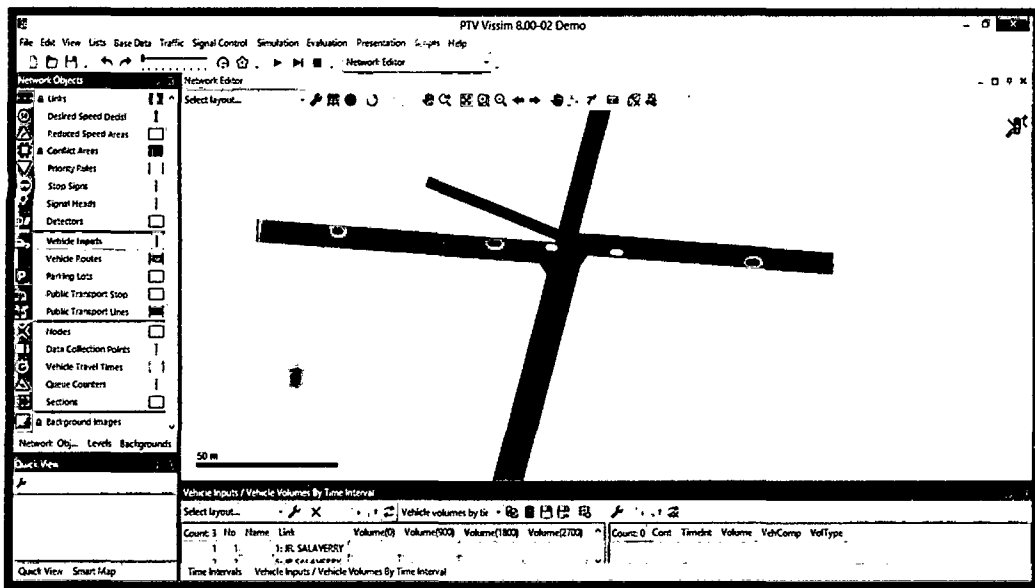 PTV Vissim 8.00-02 Demo
File Edit View Lists Base Data Traffic Signal Control Simulation Evaluation Presentation Scripts Help
Network Editor
Network Objects
Network Editor
Select layout...
Links
Desired Speed Decisi
Reduced Speed Areas
Conflict Areas
Priority Rules
Stop Signs
Signal Heads
Detectors
Vehicle Inputs
Vehicle Routes
Parking Lots
Public Transport Stop
Public Transport Lines
Nodes
Data Collection Points
Vehicle Travel Times
Queue Counters
Sections
Background Images
Network Obj... Levels Backgrounds
50 m
Quick View
Vehicle Inputs / Vehicle Volumes By Time Interval
Select layout... Vehicle volumes by tir
Count: 3 No Name Link Volume(0) Volume(900) Volume(1800) Volume(2700) Count: 0 Cont TimeInt Volume VehComp VolType
1 1 1: JR. SALAVERRY
Quick View Smart Map
Time Intervals Vehicle Inputs / Vehicle Volumes By Time Interval